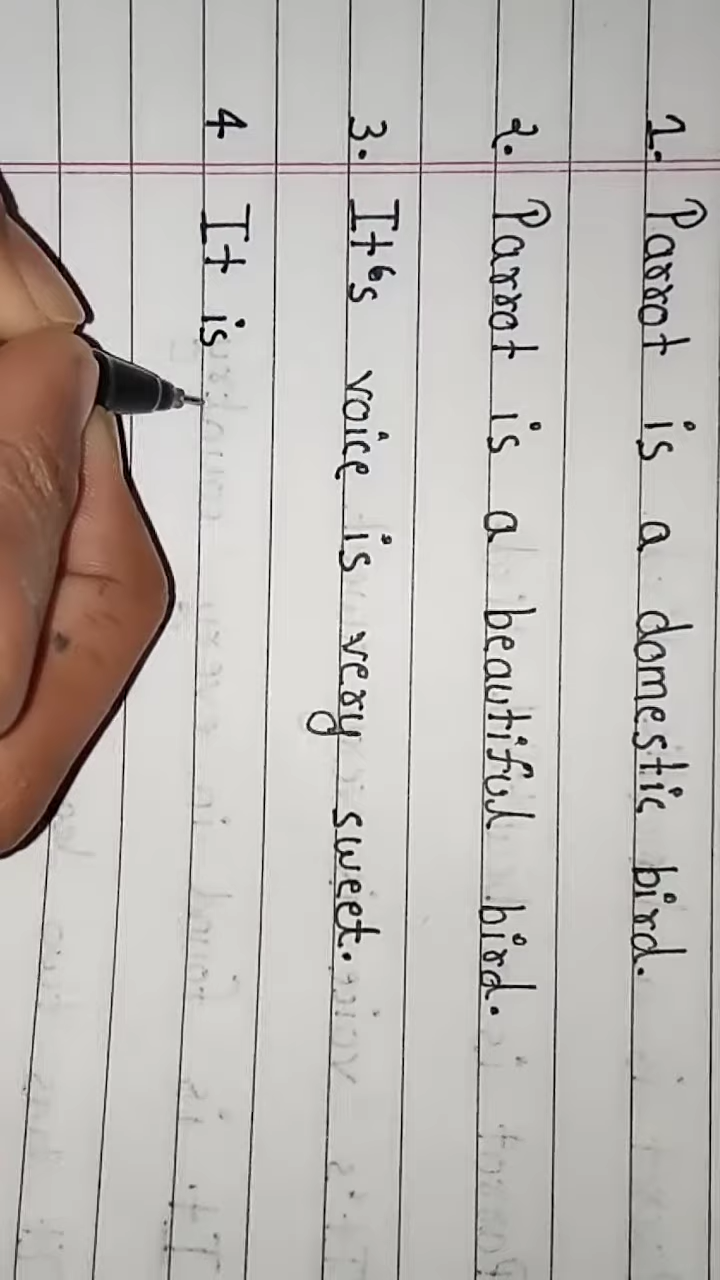 1. Parrot is a domestic bird.
2. Parrot is a beautiful bird.
3. It's voice is very sweet.
4 It is